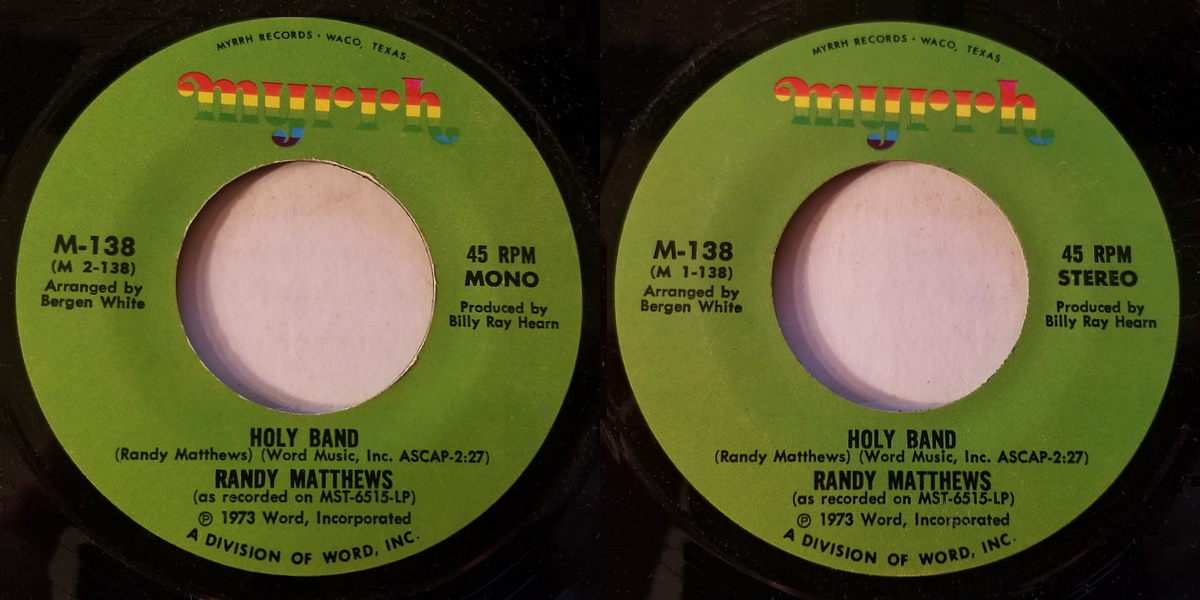 MYRRH RECORDS • WACO, TEXAS.
myrrh
M-138
(M 2-138)
Arranged by
Bergen White
45 RPM
MONO
Produced by
Billy Ray Hearn
HOLY BAND
(Randy Matthews) (Word Music, Inc. ASCAP-2:27)
RANDY MATTHEWS
(as recorded on MST-6515-LP)
℗ 1973 Word, Incorporated
A DIVISION OF WORD, INC.
MYRRH RECORDS • WACO, TEXAS.
myrrh
M-138
(M 1-138)
Arranged by
Bergen White
45 RPM
STEREO
Produced by
Billy Ray Hearn
HOLY BAND
(Randy Matthews) (Word Music, Inc. ASCAP-2:27)
RANDY MATTHEWS
(as recorded on MST-6515-LP)
℗ 1973 Word, Incorporated
A DIVISION OF WORD, INC.